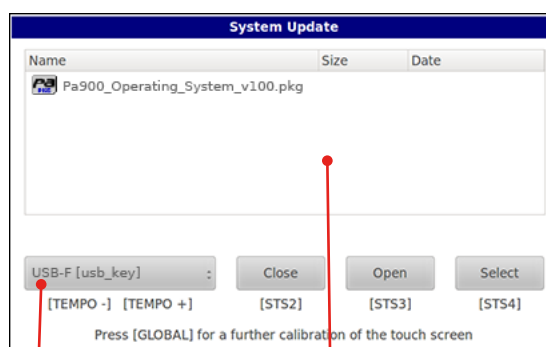 System Update
Name Size Date
Pa900_Operating_System_v100.pkg
USB-F [usb_key] : Close Open Select
[TEMPO -] [TEMPO +] [STS2] [STS3] [STS4]
Press [GLOBAL] for a further calibration of the touch screen